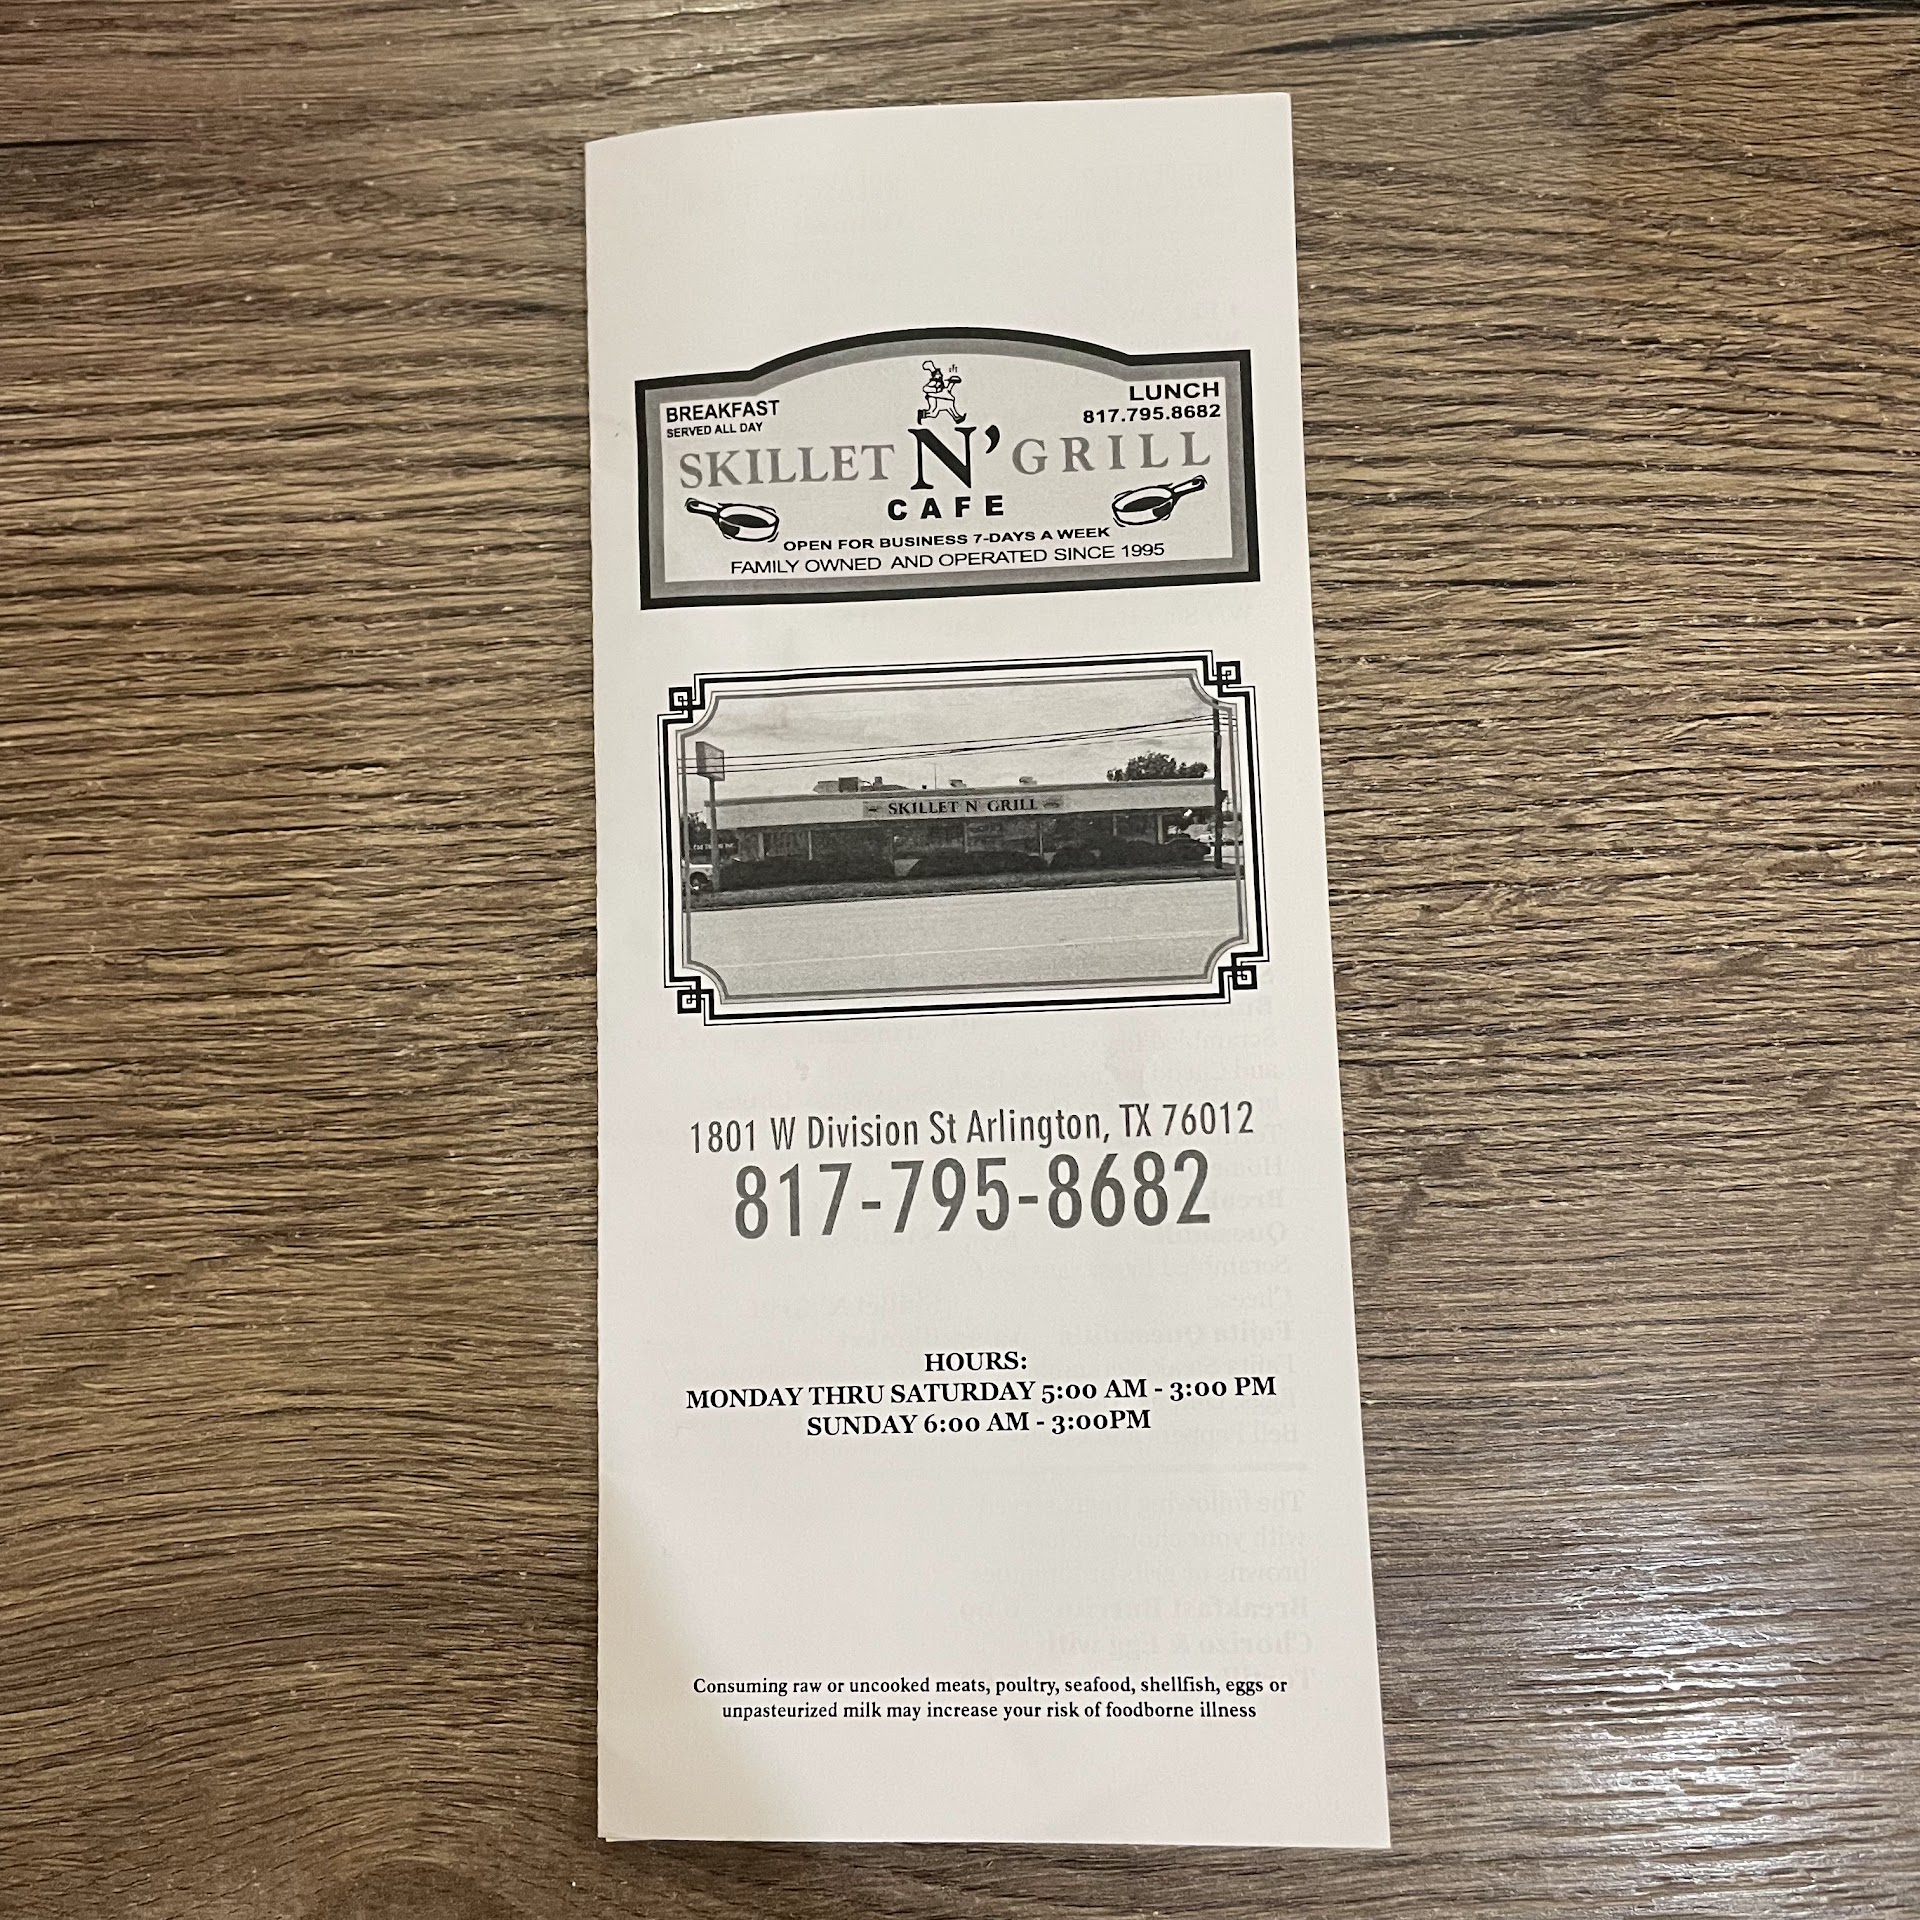 BREAKFAST
SERVED ALL DAY
LUNCH
817.795.8682
SKILLET N' GRILL
CAFE
OPEN FOR BUSINESS 7-DAYS A WEEK
FAMILY OWNED AND OPERATED SINCE 1995
SKILLET N' GRILL
1801 W Division St Arlington, TX 76012
817-795-8682
HOURS:
MONDAY THRU SATURDAY 5:00 AM - 3:00 PM
SUNDAY 6:00 AM - 3:00PM
Consuming raw or uncooked meats, poultry, seafood, shellfish, eggs or
unpasteurized milk may increase your risk of foodborne illness